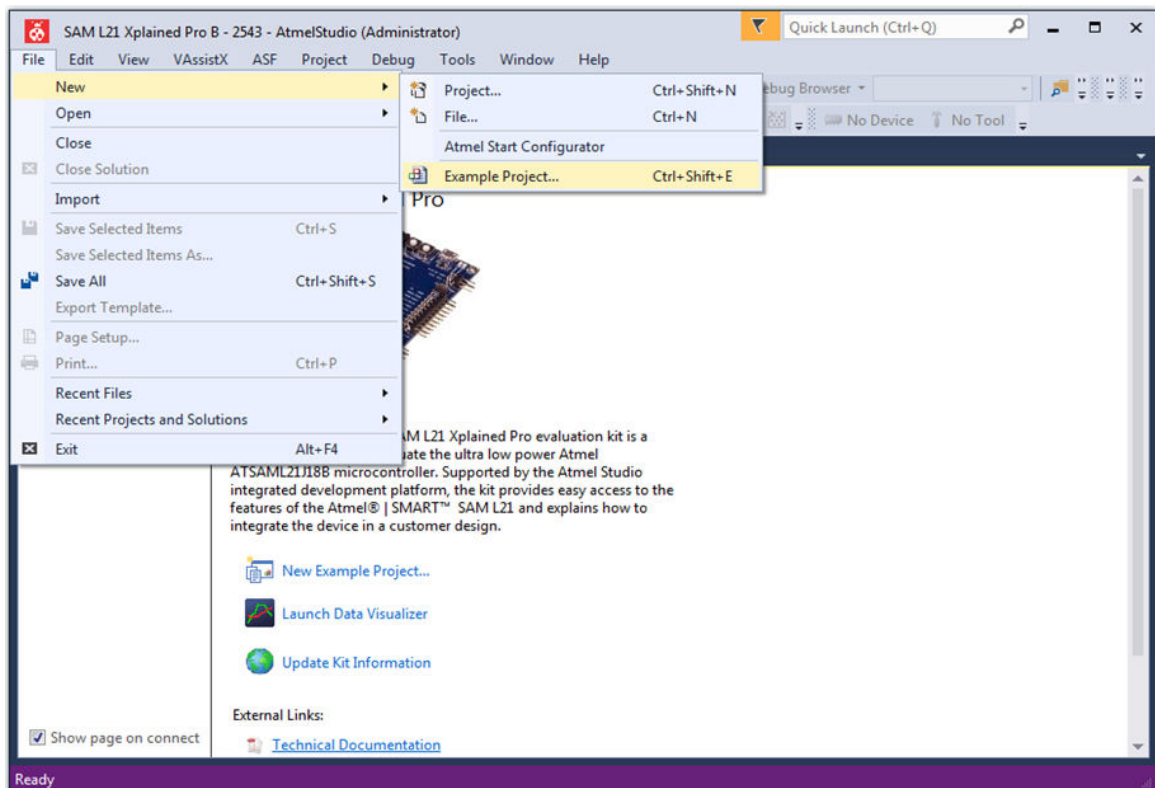 SAM L21 Xplained Pro B - 2543 - AtmelStudio (Administrator)
Quick Launch (Ctrl+Q)
File Edit View VAssistX ASF Project Debug Tools Window Help
New
Project... Ctrl+Shift+N
ebug Browser
Open
File... Ctrl+N
No Device No Tool
Close
Atmel Start Configurator
Close Solution
Example Project... Ctrl+Shift+E
Import
Pro
Save Selected Items Ctrl+S
Save Selected Items As...
Save All Ctrl+Shift+S
Export Template...
Page Setup...
Print... Ctrl+P
Recent Files
Recent Projects and Solutions
Exit Alt+F4
AM L21 Xplained Pro evaluation kit is a
uate the ultra low power Atmel
ATSAML21J18B microcontroller. Supported by the Atmel Studio
integrated development platform, the kit provides easy access to the
features of the Atmel® | SMART™ SAM L21 and explains how to
integrate the device in a customer design.
New Example Project...
Launch Data Visualizer
Update Kit Information
External Links:
Show page on connect
Technical Documentation
Ready